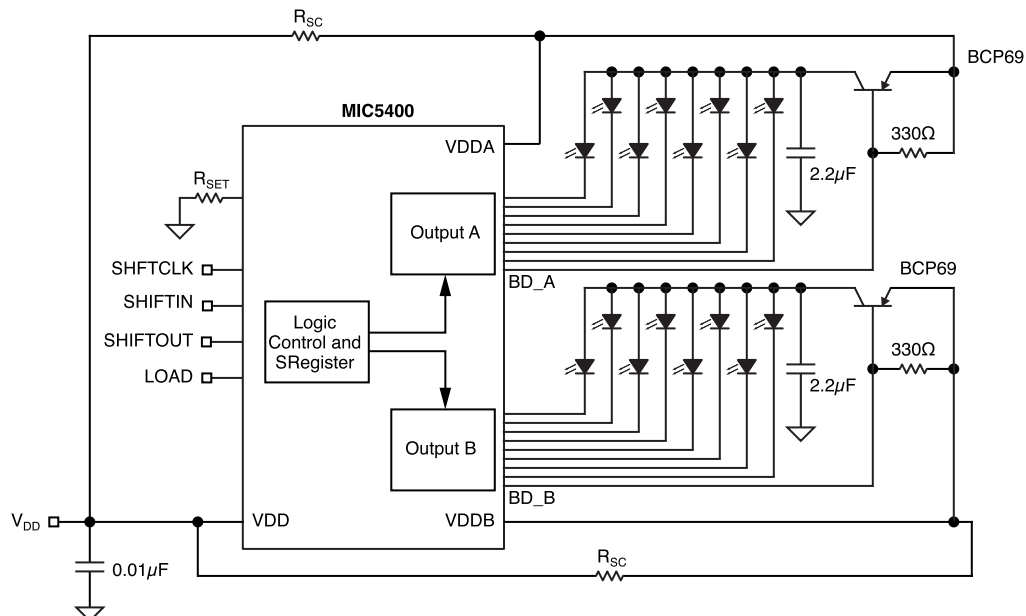 R_SC
BCP69
MIC5400
VDDA
330Ω
2.2µF
R_SET
Output A
SHFTCLK
BD_A
BCP69
SHIFTIN
Logic
Control and
SRegister
SHIFTOUT
330Ω
LOAD
2.2µF
Output B
BD_B
V_DD
VDD
VDDB
R_SC
0.01µF